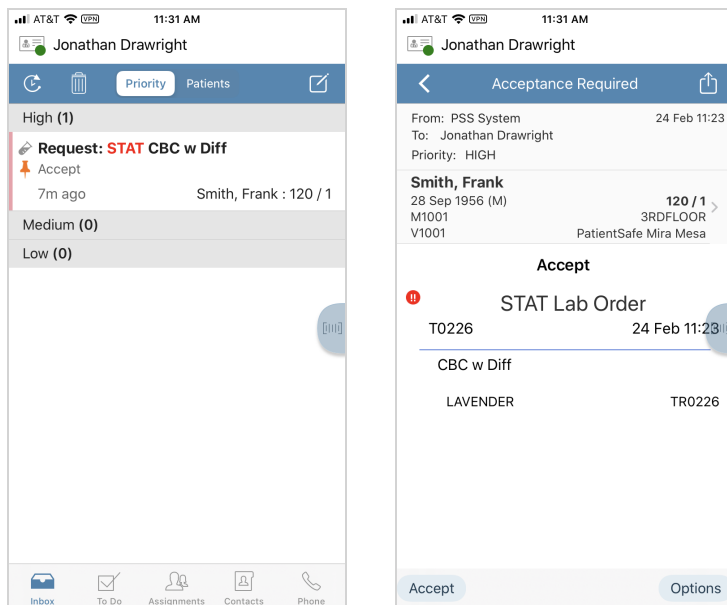 AT&T VPN 11:31 AM
Jonathan Drawright
Priority Patients
High (1)
Request: STAT CBC w Diff
Accept
7m ago Smith, Frank : 120 / 1
Medium (0)
Low (0)
Inbox To Do Assignments Contacts Phone
AT&T VPN 11:31 AM
Jonathan Drawright
Acceptance Required
From: PSS System 24 Feb 11:23
To: Jonathan Drawright
Priority: HIGH
Smith, Frank
28 Sep 1956 (M) 120 / 1
M1001 3RDFLOOR
V1001 PatientSafe Mira Mesa
Accept
!! STAT Lab Order
T0226 24 Feb 11:23
CBC w Diff
LAVENDER TR0226
Accept Options